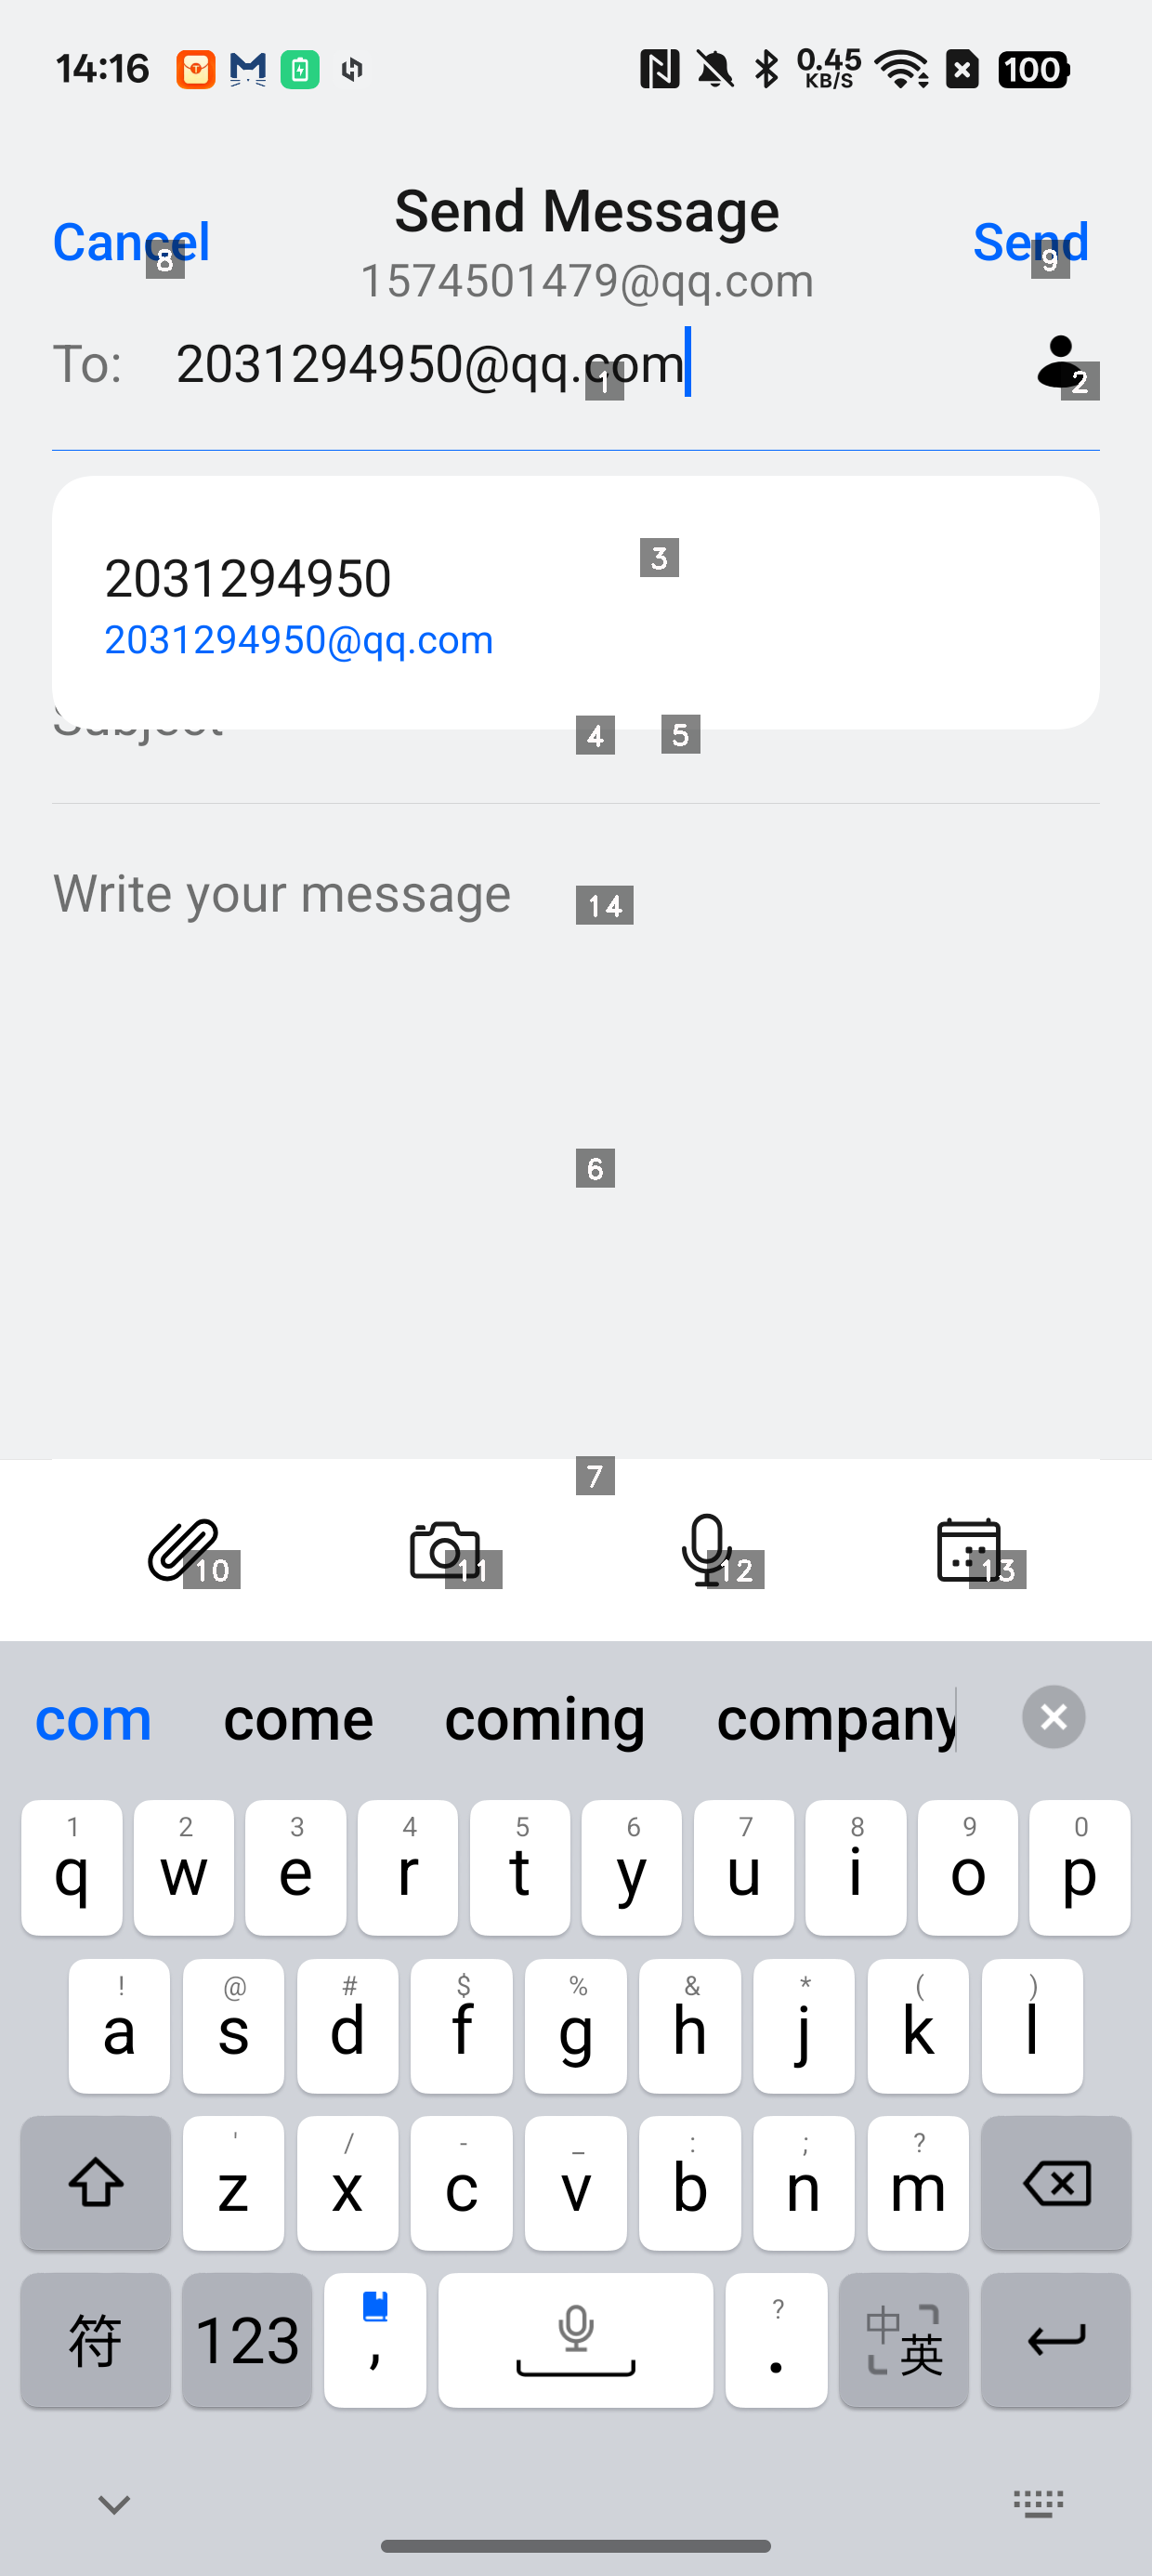 14:16 0.45 KB/S 100
Send Message
Cancel Send
8 9
1574501479@qq.com
To: 2031294950@qq.com
1 2
3
2031294950
2031294950@qq.com
Subject
4 5
Write your message
14
6
7
10 11 12 13
com come coming company
1 2 3 4 5 6 7 8 9 0
q w e r t y u i o p
! @ # $ % & * ( )
a s d f g h j k l
' / - _ : ; ?
z x c v b n m
?
符 123 , . 中 英